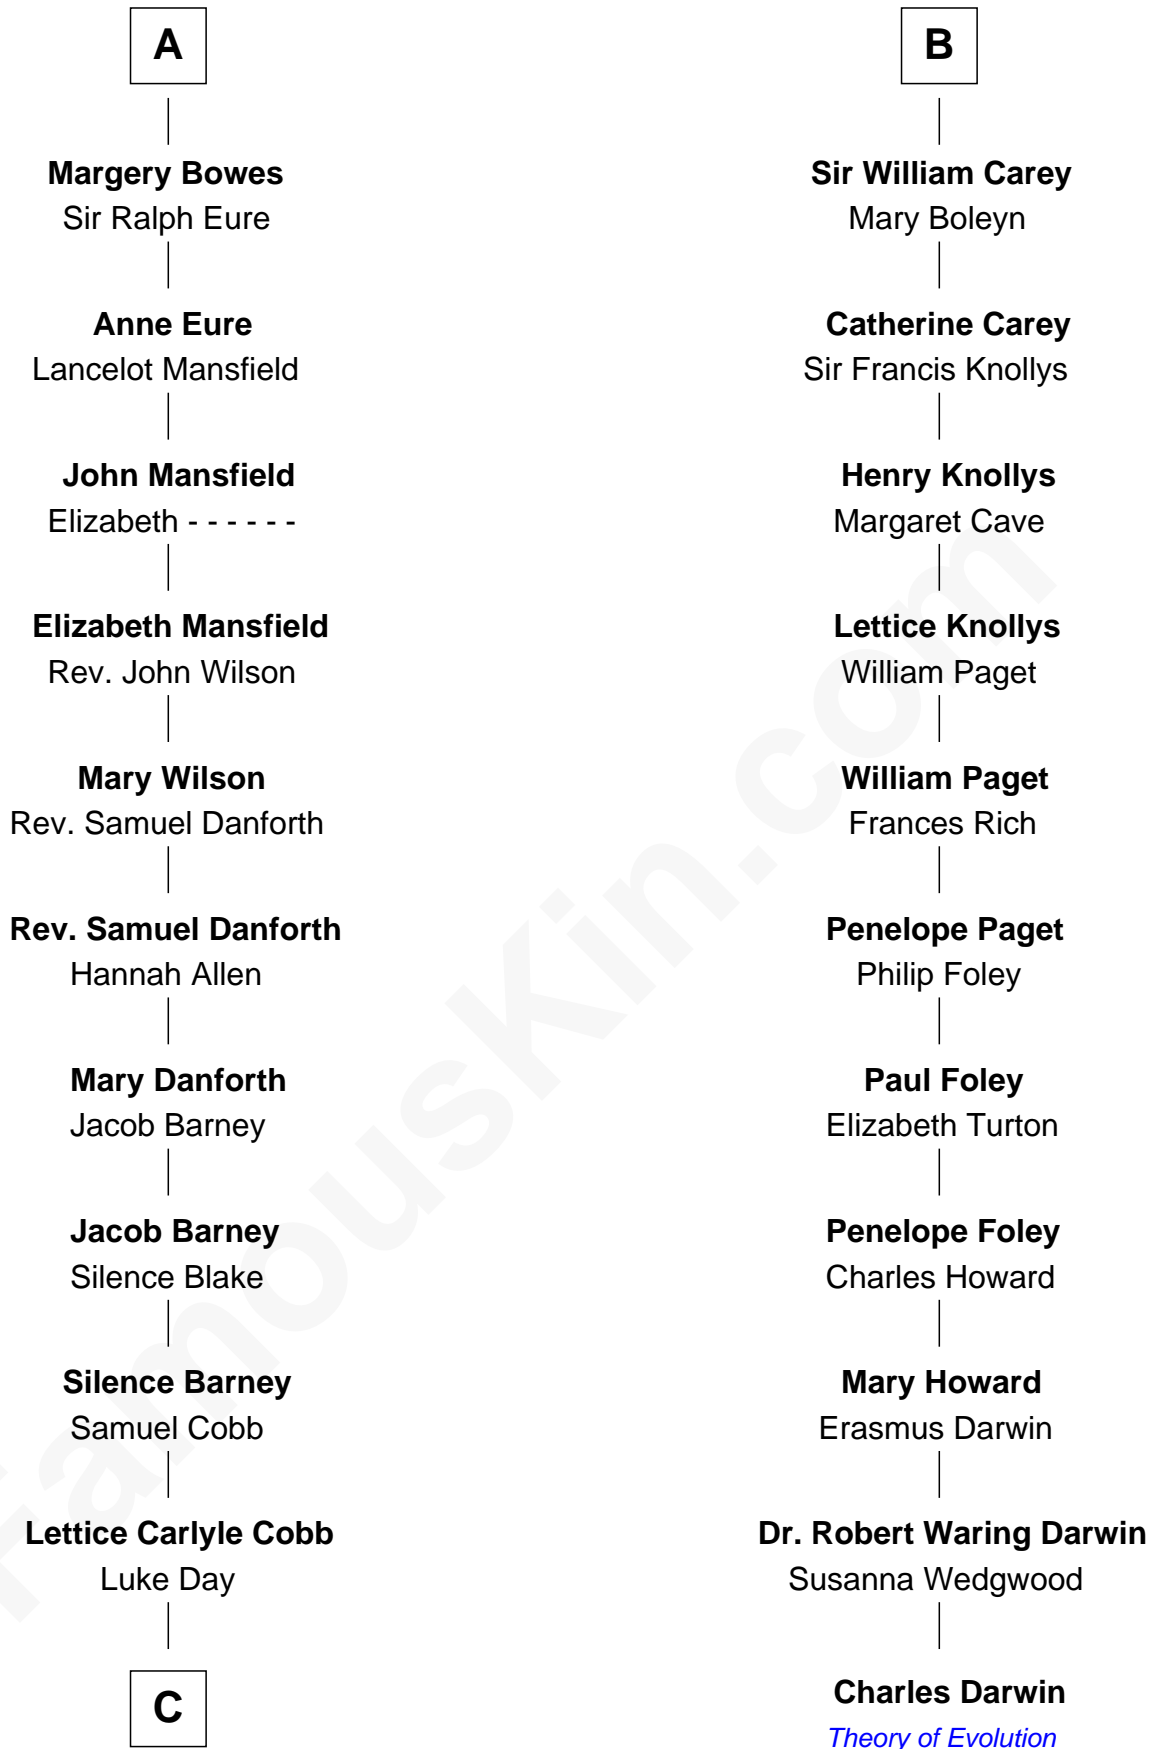 A
Margery Bowes
Sir Ralph Eure
Anne Eure
Lancelot Mansfield
John Mansfield
Elizabeth - - - - - -
Elizabeth Mansfield
Rev. John Wilson
Mary Wilson
Rev. Samuel Danforth
Rev. Samuel Danforth
Hannah Allen
Mary Danforth
Jacob Barney
Jacob Barney
Silence Blake
Silence Barney
Samuel Cobb
Lettice Carlyle Cobb
Luke Day
C
B
Sir William Carey
Mary Boleyn
Catherine Carey
Sir Francis Knollys
Henry Knollys
Margaret Cave
Lettice Knollys
William Paget
William Paget
Frances Rich
Penelope Paget
Philip Foley
Paul Foley
Elizabeth Turton
Penelope Foley
Charles Howard
Mary Howard
Erasmus Darwin
Dr. Robert Waring Darwin
Susanna Wedgwood
Charles Darwin
Theory of Evolution
FamousKin.com